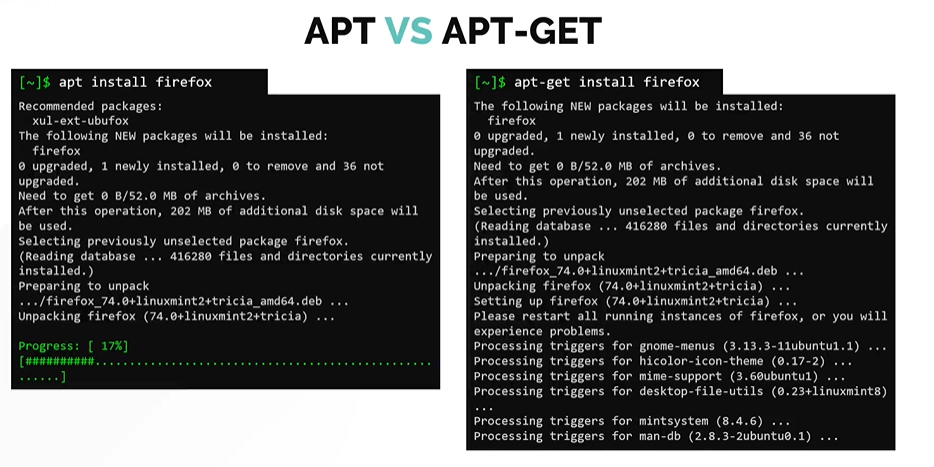 APT VS APT-GET
[~]$ apt install firefox
Recommended packages:
xul-ext-ubufox
The following NEW packages will be installed:
firefox
0 upgraded, 1 newly installed, 0 to remove and 36 not
upgraded.
Need to get 0 B/52.0 MB of archives.
After this operation, 202 MB of additional disk space will
be used.
Selecting previously unselected package firefox.
(Reading database ... 416280 files and directories currently
installed.)
Preparing to unpack
.../firefox_74.0+linuxmint2+tricia_amd64.deb ...
Unpacking firefox (74.0+linuxmint2+tricia) ...
Progress: [ 17%]
[##########...............................................
......]
[~]$ apt-get install firefox
The following NEW packages will be installed:
firefox
0 upgraded, 1 newly installed, 0 to remove and 36 not
upgraded.
Need to get 0 B/52.0 MB of archives.
After this operation, 202 MB of additional disk space will
be used.
Selecting previously unselected package firefox.
(Reading database ... 416280 files and directories currently
installed.)
Preparing to unpack
.../firefox_74.0+linuxmint2+tricia_amd64.deb ...
Unpacking firefox (74.0+linuxmint2+tricia) ...
Setting up firefox (74.0+linuxmint2+tricia) ...
Please restart all running instances of firefox, or you will
experience problems.
Processing triggers for gnome-menus (3.13.3-11ubuntu1.1) ...
Processing triggers for hicolor-icon-theme (0.17-2) ...
Processing triggers for mime-support (3.60ubuntu1) ...
Processing triggers for desktop-file-utils (0.23+linuxmint8)
...
Processing triggers for mintsystem (8.4.6) ...
Processing triggers for man-db (2.8.3-2ubuntu0.1) ...